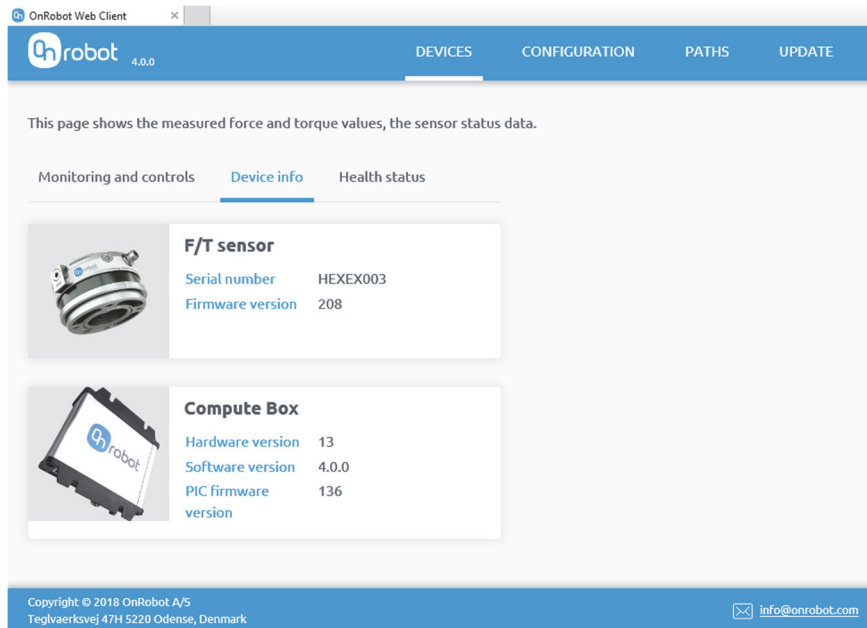 OnRobot Web Client
OnRobot 4.0.0
DEVICES CONFIGURATION PATHS UPDATE
This page shows the measured force and torque values, the sensor status data.
Monitoring and controls Device info Health status
F/T sensor
Serial number HEXEX003
Firmware version 208
OnRobot
Compute Box
Hardware version 13
Software version 4.0.0
PIC firmware version 136
OnRobot
Copyright © 2018 OnRobot A/S
Teglvaerksvej 47H 5220 Odense, Denmark
info@onrobot.com